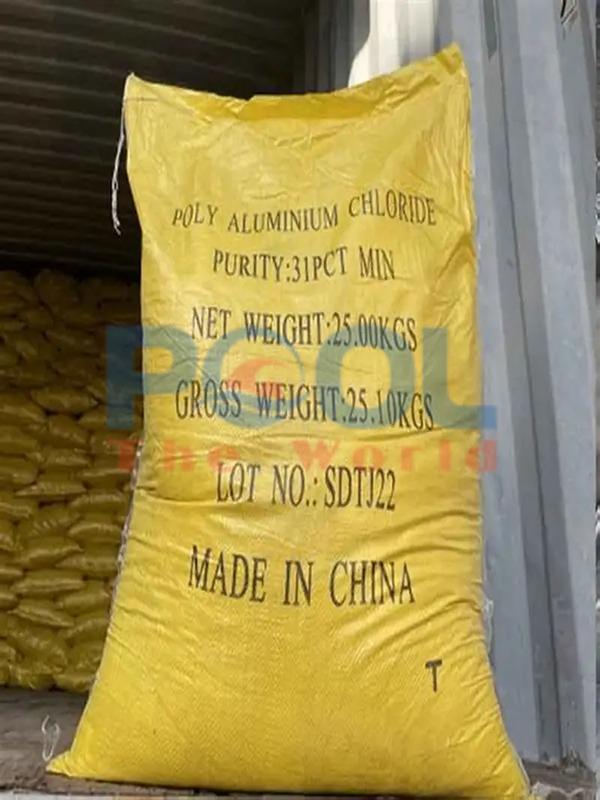 POLY ALUMINIUM CHLORIDE
PURITY:31PCT MIN
NET WEIGHT:25.00KGS
POOL
GROSS WEIGHT:25.10KGS
The World
LOT NO.: SDTJ22
MADE IN CHINA
T